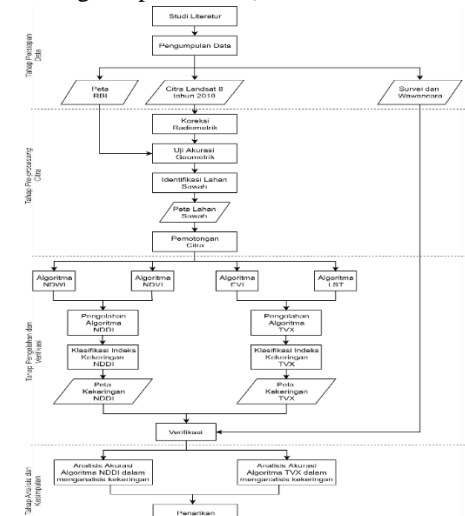 Studi Literatur
Pengumpulan Data
Tahap Persiapan
Data
Peta
RBI
Citra Landsat 8
tahun 2018
Survei dan
Wawancara
Koreksi
Radiometrik
Uji Akurasi
Geometrik
Identifikasi Lahan
Sawah
Peta Lahan
Sawah
Pemotongan
Citra
Tahap Pre-processing
Citra
Algoritma
NDWI
Algoritma
NDVI
Algoritma
EVI
Algoritma
LST
Pengolahan
Algoritma
NDDI
Pengolahan
Algoritma
TVX
Klasifikasi Indeks
Kekeringan
NDDI
Klasifikasi Indeks
Kekeringan
TVX
Peta
Kekeringan
NDDI
Peta
Kekeringan
TVX
Verifikasi
Tahap Pengolahan dan
Verifikasi
Analisis Akurasi
Algoritma NDDI dalam
menganalisis kekeringan
Analisis Akurasi
Algoritma TVX dalam
menganalisis kekeringan
Penarikan
Tahap Analisis dan
Kesimpulan